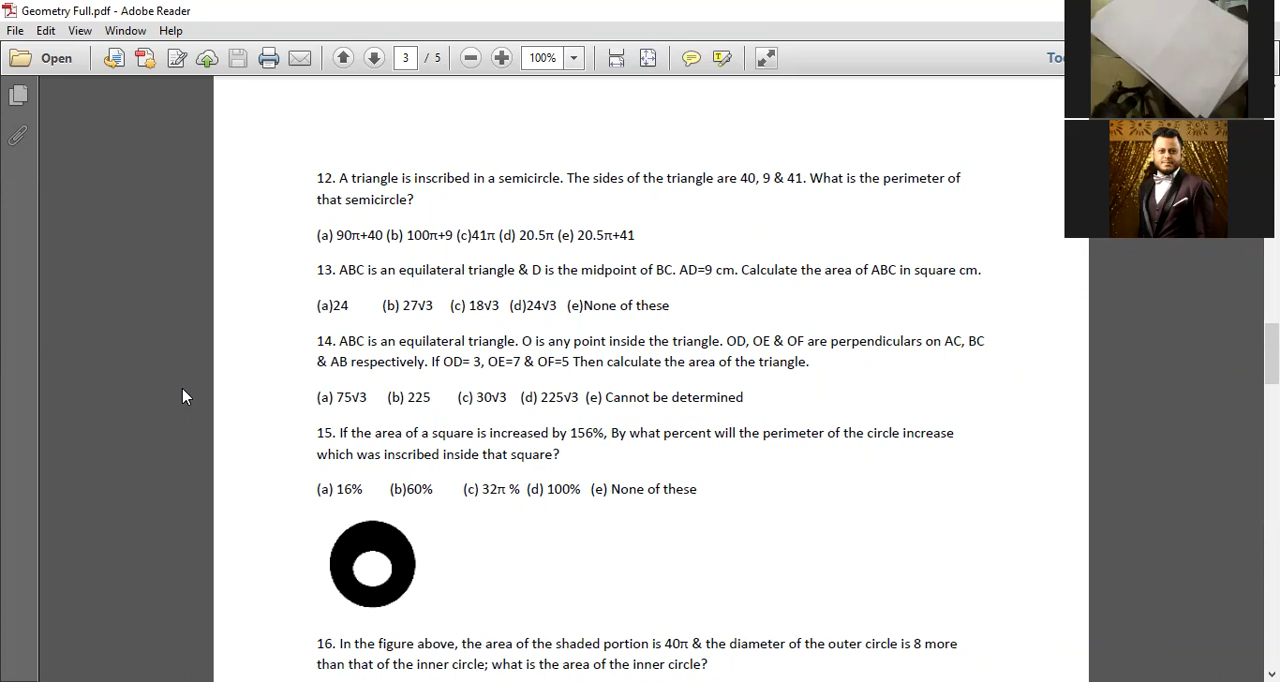 Geometry Full.pdf - Adobe Reader
File Edit View Window Help
Open 3 / 5 100%
12. A triangle is inscribed in a semicircle. The sides of the triangle are 40, 9 & 41. What is the perimeter of
that semicircle?
(a) 90π+40 (b) 100π+9 (c)41π (d) 20.5π (e) 20.5π+41
13. ABC is an equilateral triangle & D is the midpoint of BC. AD=9 cm. Calculate the area of ABC in square cm.
(a)24 (b) 27√3 (c) 18√3 (d)24√3 (e)None of these
14. ABC is an equilateral triangle. O is any point inside the triangle. OD, OE & OF are perpendiculars on AC, BC
& AB respectively. If OD= 3, OE=7 & OF=5 Then calculate the area of the triangle.
(a) 75√3 (b) 225 (c) 30√3 (d) 225√3 (e) Cannot be determined
15. If the area of a square is increased by 156%, By what percent will the perimeter of the circle increase
which was inscribed inside that square?
(a) 16% (b)60% (c) 32π % (d) 100% (e) None of these
16. In the figure above, the area of the shaded portion is 40π & the diameter of the outer circle is 8 more
than that of the inner circle; what is the area of the inner circle?